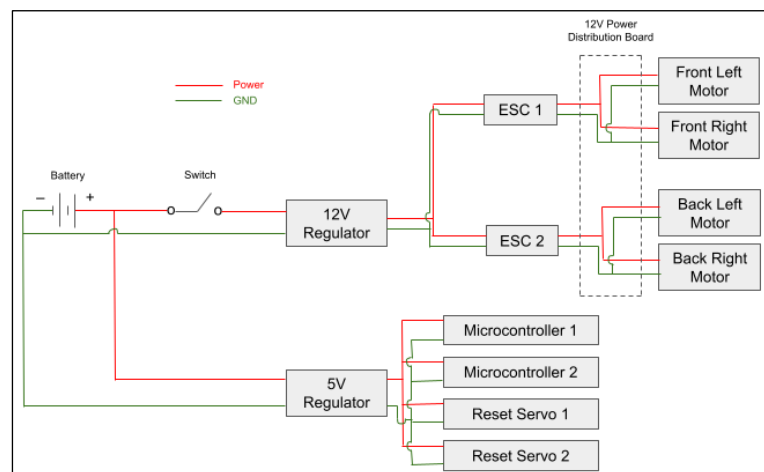 12V Power
Distribution Board
Power
GND
Front Left
Motor
ESC 1
Front Right
Motor
Battery
Switch
− +
12V
Regulator
Back Left
Motor
ESC 2
Back Right
Motor
Microcontroller 1
5V
Regulator
Microcontroller 2
Reset Servo 1
Reset Servo 2